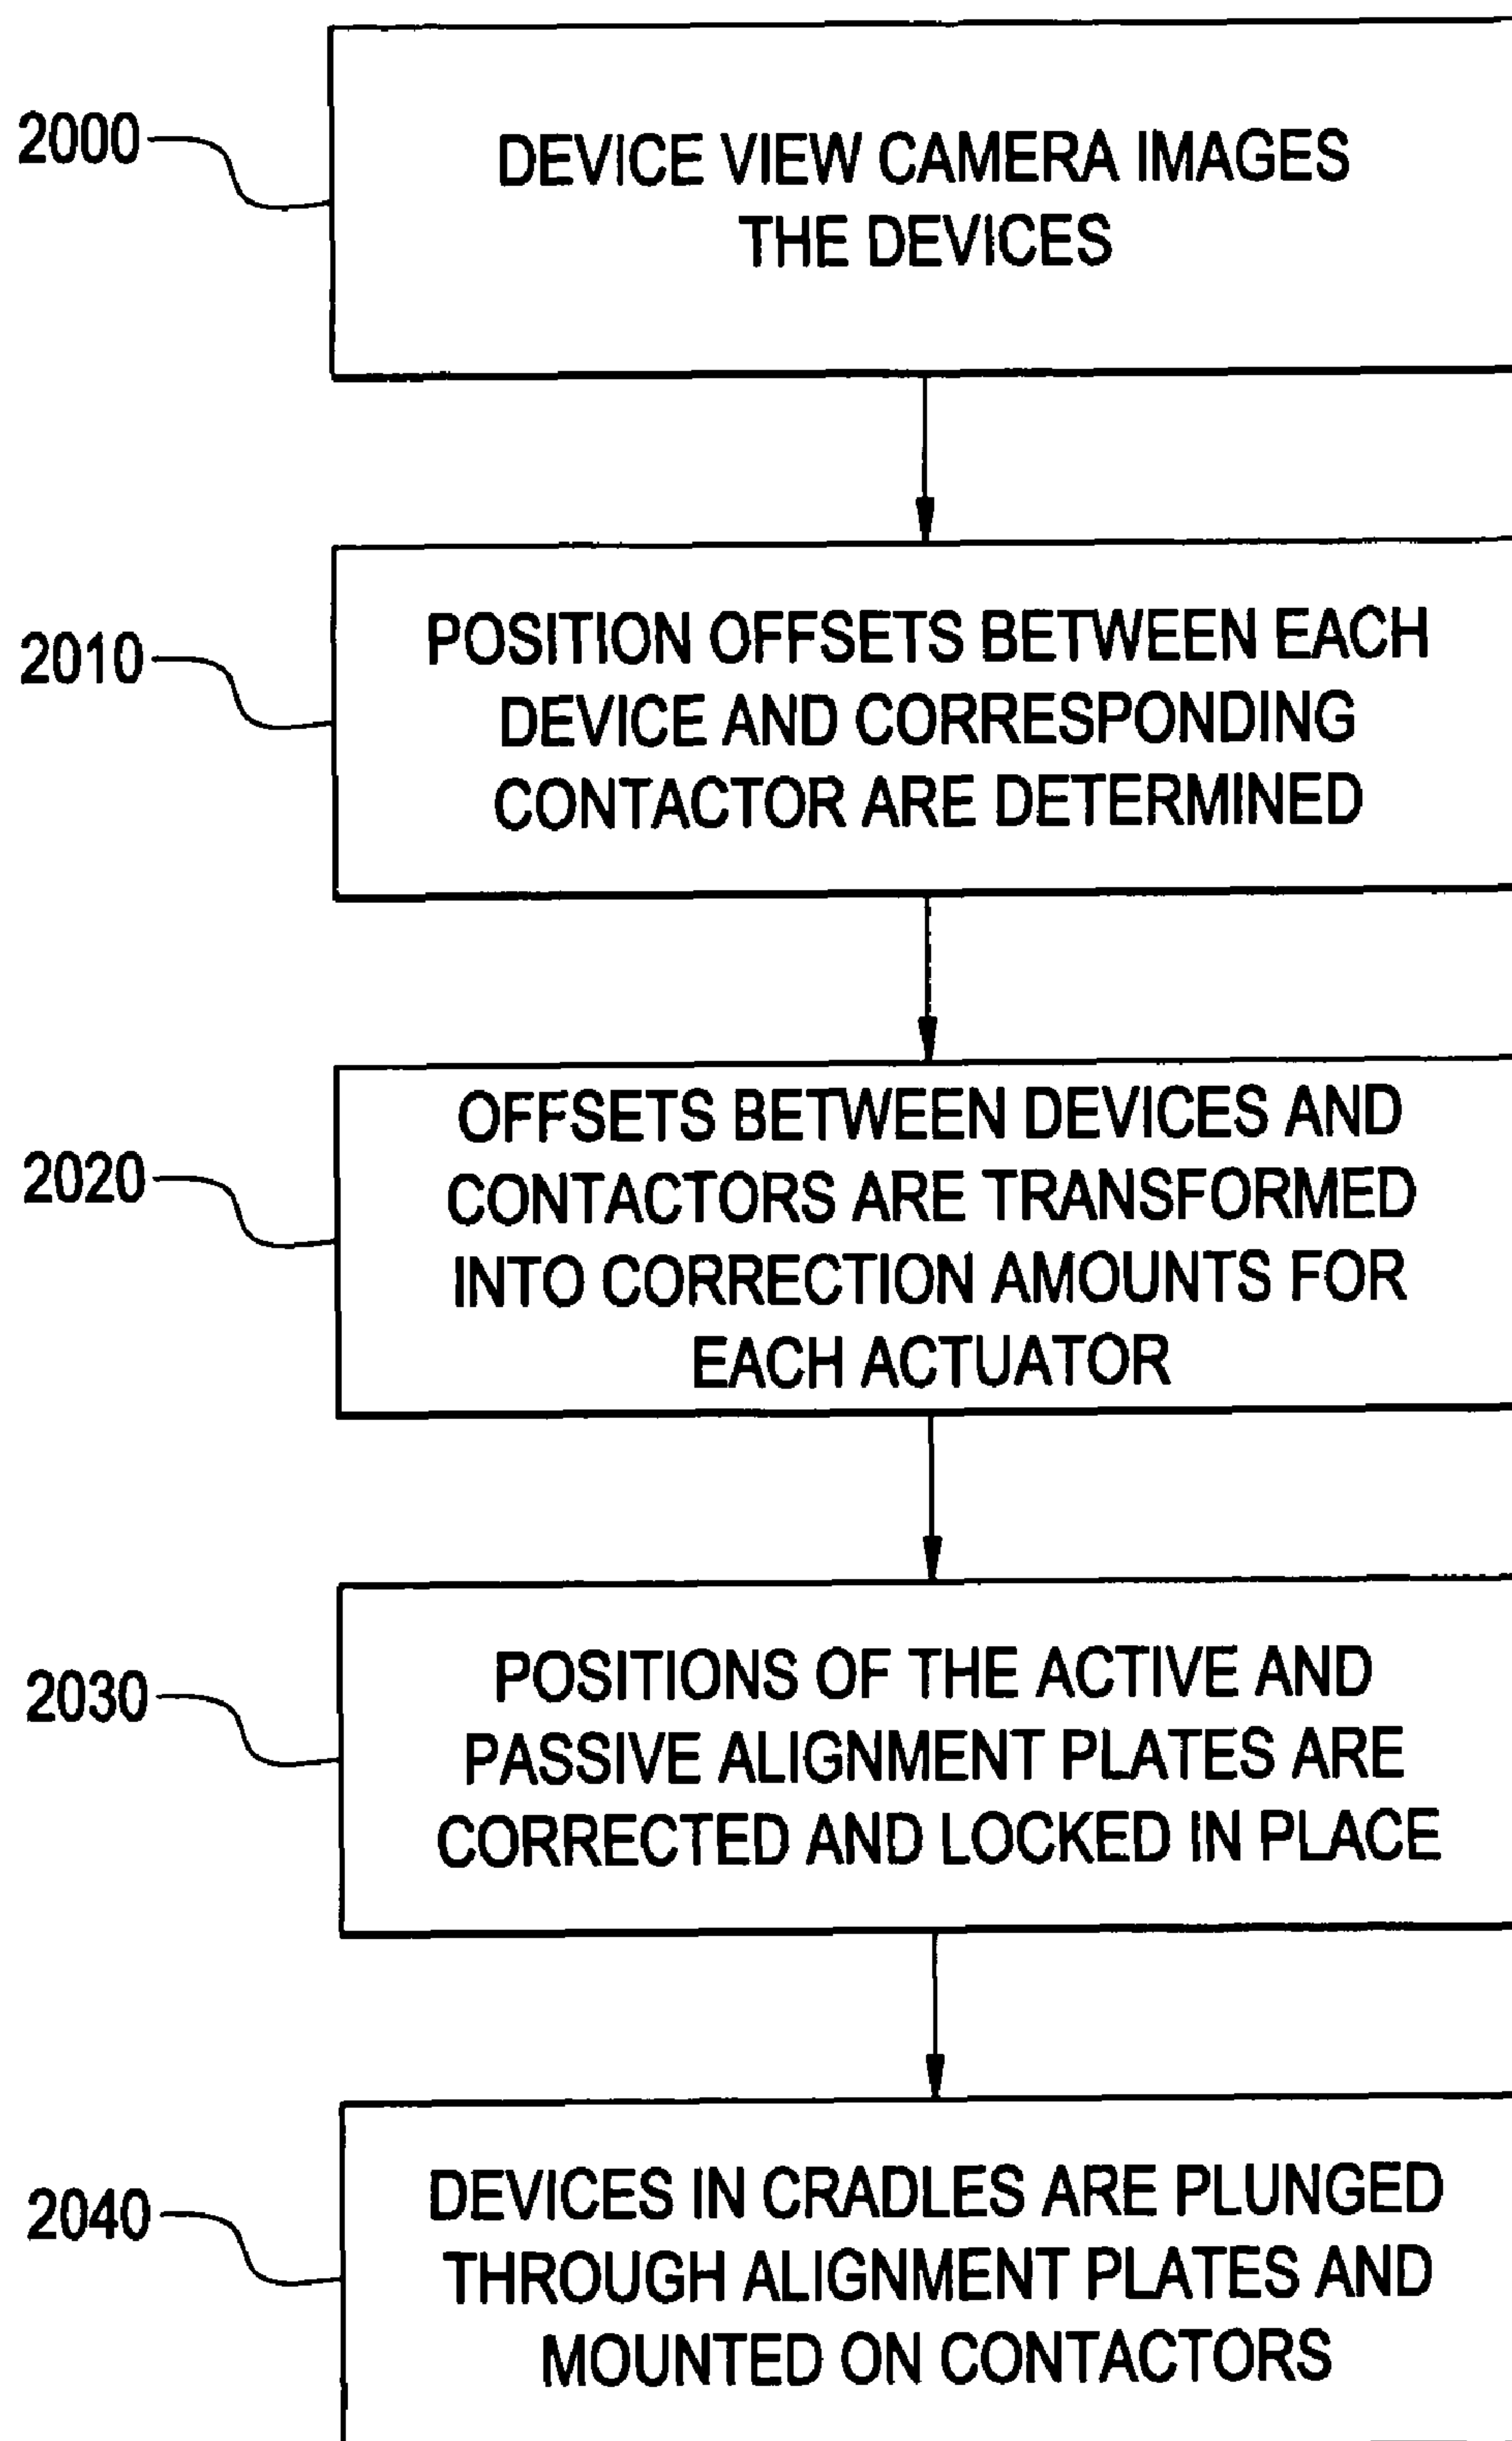 2000
DEVICE VIEW CAMERA IMAGES
THE DEVICES
2010
POSITION OFFSETS BETWEEN EACH
DEVICE AND CORRESPONDING
CONTACTOR ARE DETERMINED
2020
OFFSETS BETWEEN DEVICES AND
CONTACTORS ARE TRANSFORMED
INTO CORRECTION AMOUNTS FOR
EACH ACTUATOR
2030
POSITIONS OF THE ACTIVE AND
PASSIVE ALIGNMENT PLATES ARE
CORRECTED AND LOCKED IN PLACE
2040
DEVICES IN CRADLES ARE PLUNGED
THROUGH ALIGNMENT PLATES AND
MOUNTED ON CONTACTORS